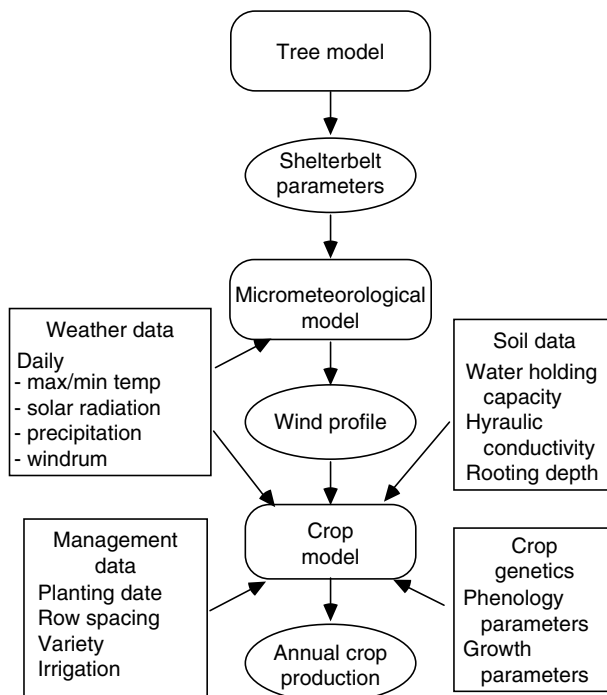 Tree model
Shelterbelt
parameters
Micrometeorological
model
Weather data
Daily
- max/min temp
- solar radiation
- precipitation
- windrum
Soil data
Water holding
capacity
Hyraulic
conductivity
Rooting depth
Wind profile
Management
data
Planting date
Row spacing
Variety
Irrigation
Crop
model
Crop
genetics
Phenology
parameters
Growth
parameters
Annual crop
production